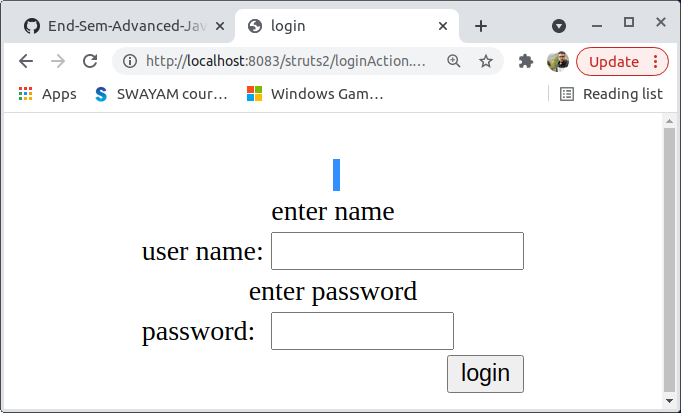 End-Sem-Advanced-Jav
login
http://localhost:8083/struts2/loginAction....
Update
Apps
SWAYAM cour...
Windows Gam...
Reading list
enter name
user name:
enter password
password:
login